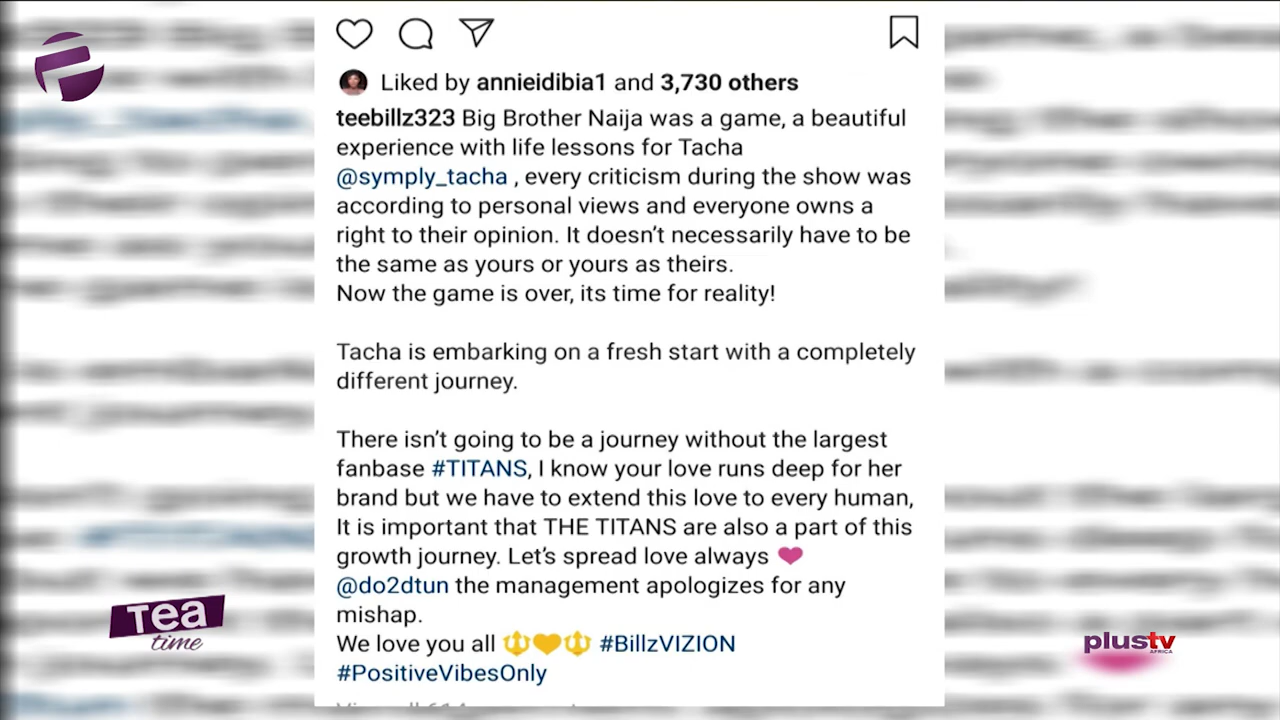 Liked by annieidibia1 and 3,730 others
teebillz323 Big Brother Naija was a game, a beautiful
experience with life lessons for Tacha
@symply_tacha , every criticism during the show was
according to personal views and everyone owns a
right to their opinion. It doesn't necessarily have to be
the same as yours or yours as theirs.
Now the game is over, its time for reality!
Tacha is embarking on a fresh start with a completely
different journey.
There isn't going to be a journey without the largest
fanbase #TITANS, I know your love runs deep for her
brand but we have to extend this love to every human,
It is important that THE TITANS are also a part of this
growth journey. Let's spread love always
@do2dtun the management apologizes for any
mishap.
We love you all 🔱💛🔱 #BillzVIZION
#PositiveVibesOnly
Tea
time
plustv
AFRICA